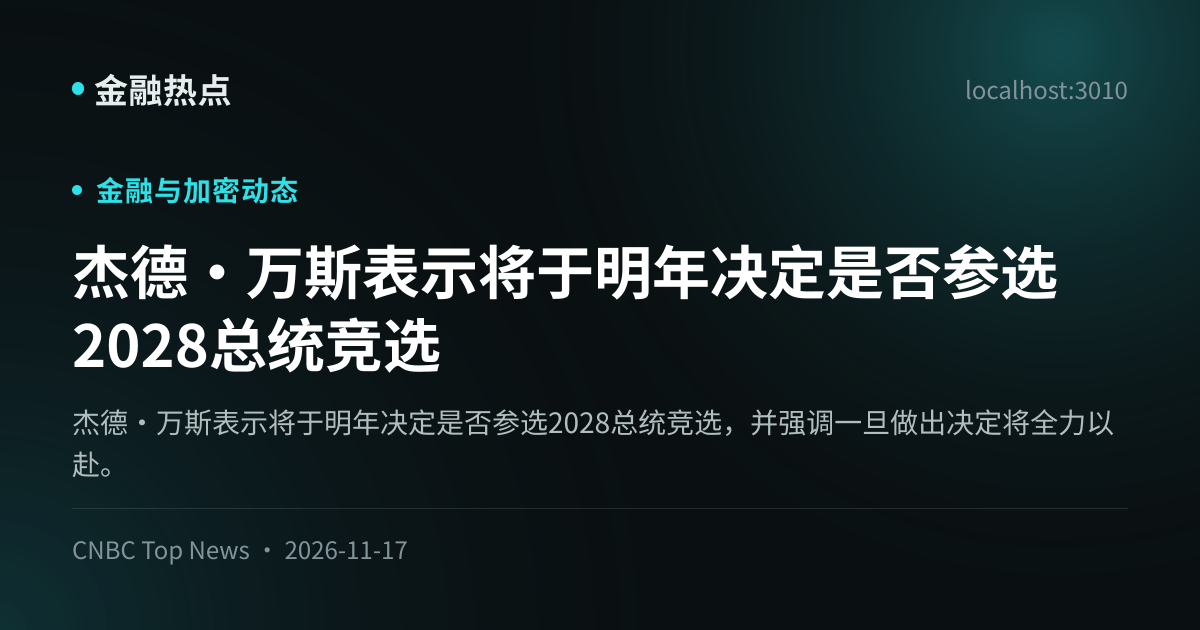 金融热点
localhost:3010
金融与加密动态
杰德·万斯表示将于明年决定是否参选
2028总统竞选
杰德·万斯表示将于明年决定是否参选2028总统竞选，并强调一旦做出决定将全力以
赴。
CNBC Top News · 2026-11-17